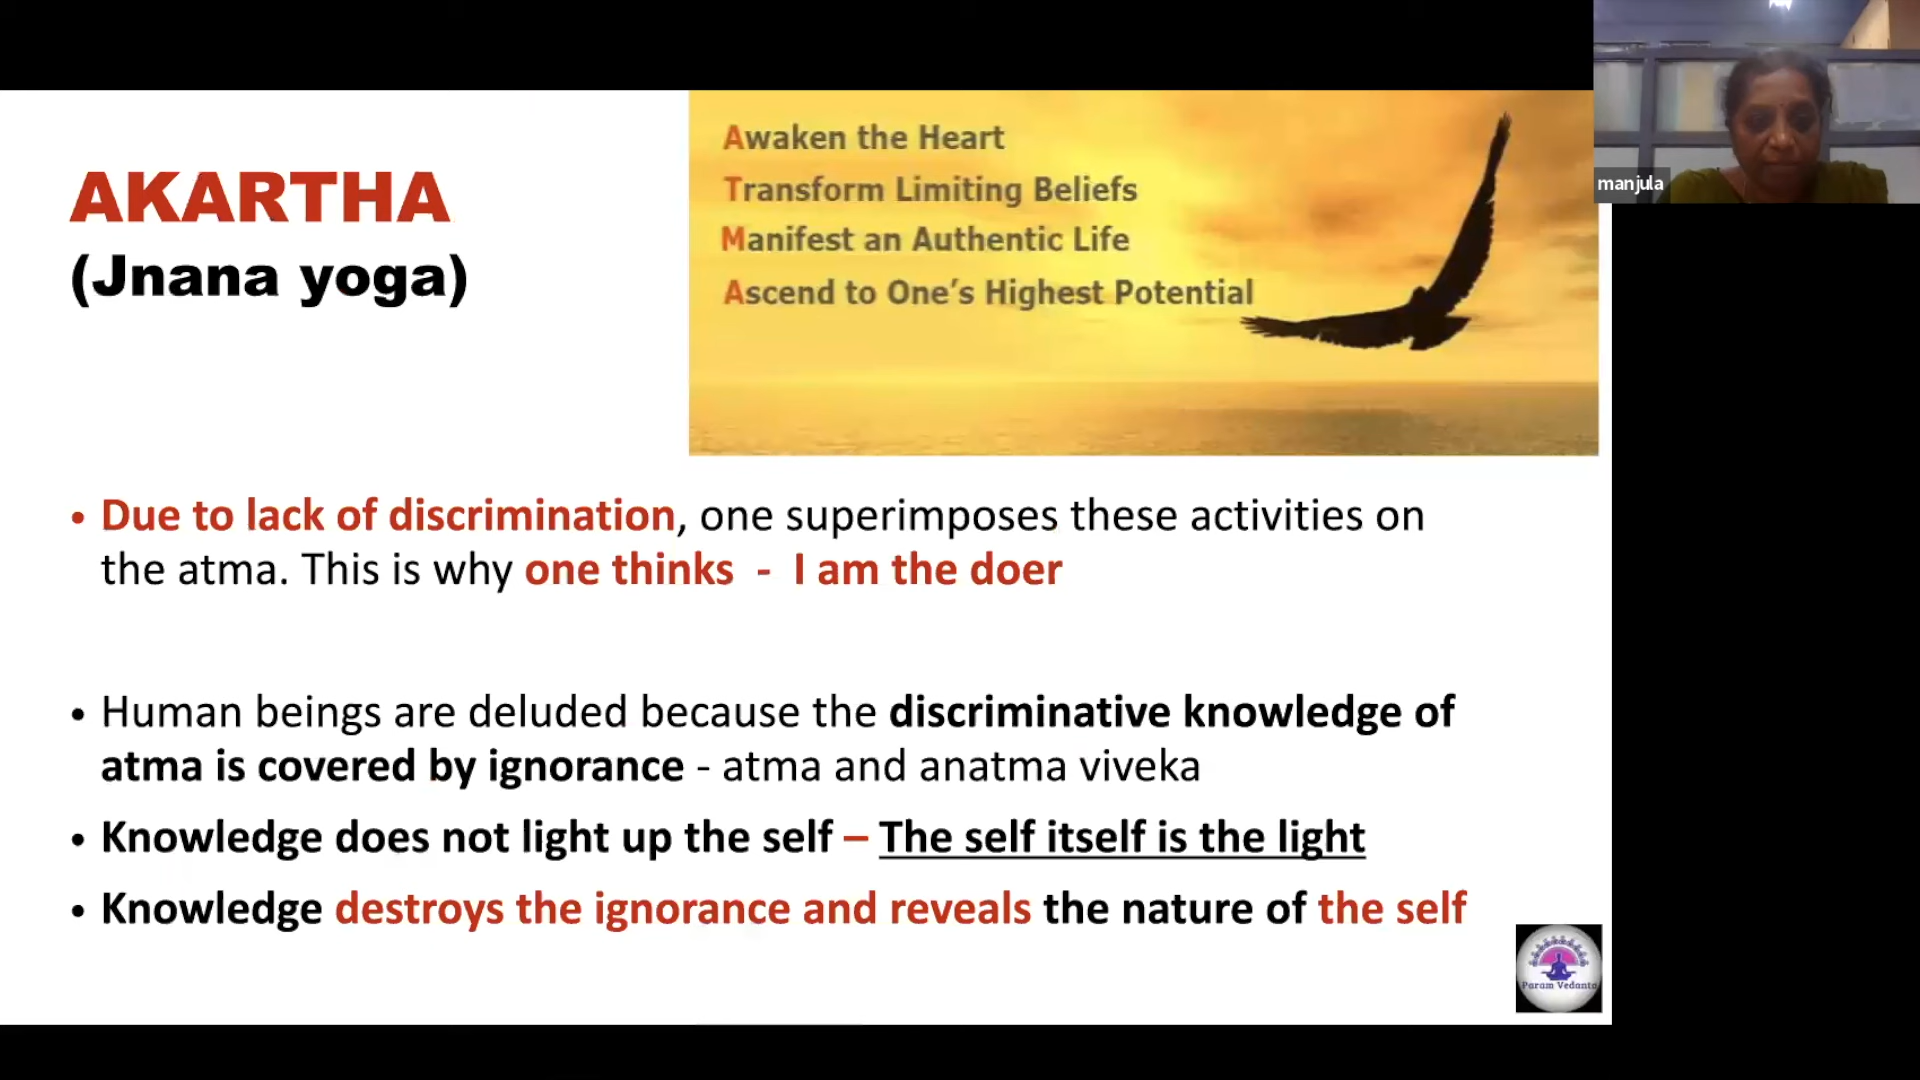 AKARTHA
(Jnana yoga)
Awaken the Heart
Transform Limiting Beliefs
Manifest an Authentic Life
Ascend to One's Highest Potential
manjula
• Due to lack of discrimination, one superimposes these activities on
the atma. This is why one thinks - I am the doer
• Human beings are deluded because the discriminative knowledge of
atma is covered by ignorance - atma and anatma viveka
• Knowledge does not light up the self – The self itself is the light
• Knowledge destroys the ignorance and reveals the nature of the self
Param Vedanta